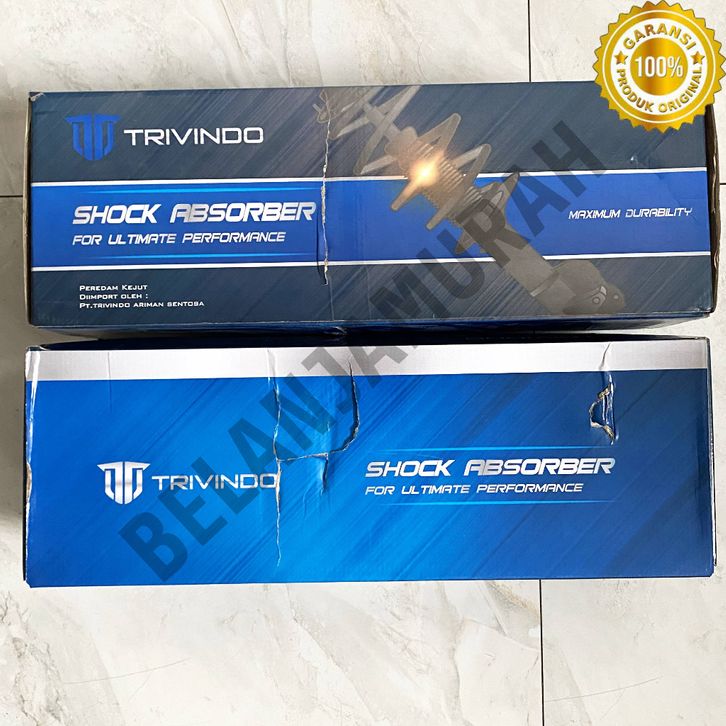 GARANSI
100%
PRODUK ORIGINAL
TRIVINDO
SHOCK ABSORBER
FOR ULTIMATE PERFORMANCE
MAXIMUM DURABILITY
PEREDAM KEJUT
DIIMPORT OLEH :
PT.TRIVINDO ARIMAN SENTOSA
BELANJAMURAH
TRIVINDO
SHOCK ABSORBER
FOR ULTIMATE PERFORMANCE